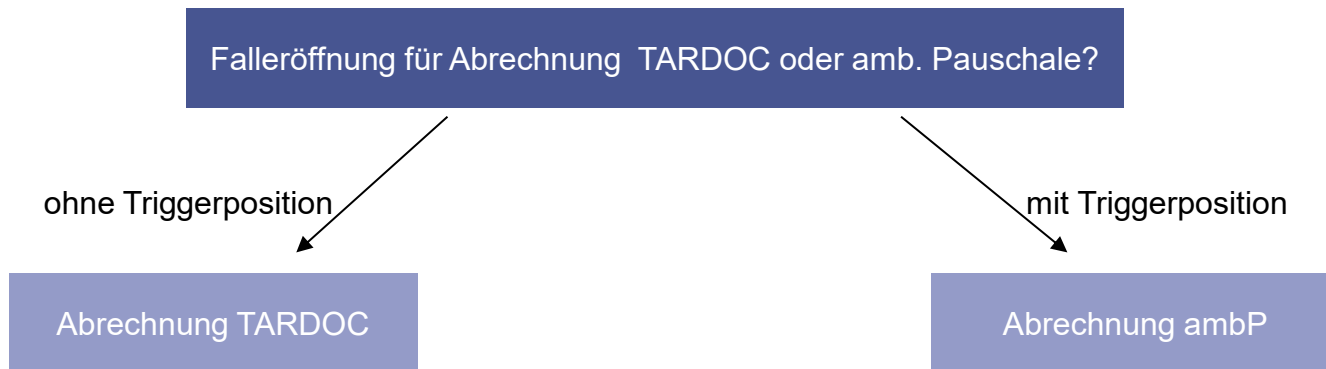 Falleröffnung für Abrechnung TARDOC oder amb. Pauschale?
ohne Triggerposition
mit Triggerposition
Abrechnung TARDOC
Abrechnung ambP